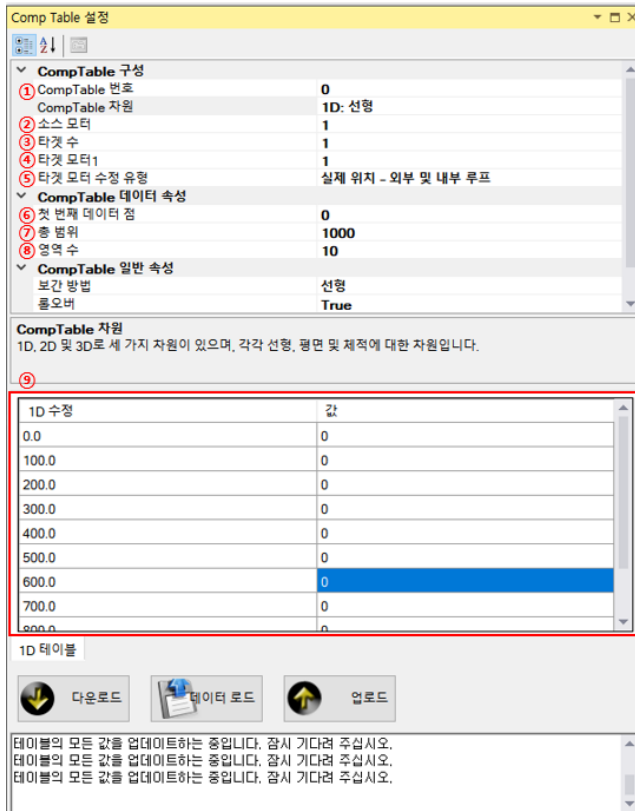 Comp Table 설정
CompTable 구성
① CompTable 번호 0
CompTable 차원 1D: 선형
② 소스 모터 1
③ 타겟 수 1
④ 타겟 모터1 1
⑤ 타겟 모터 수정 유형 실제 위치 – 외부 및 내부 루프
CompTable 데이터 속성
⑥ 첫 번째 데이터 점 0
⑦ 총 범위 1000
⑧ 영역 수 10
CompTable 일반 속성
보간 방법 선형
롤오버 True
CompTable 차원
1D, 2D 및 3D로 세 가지 차원이 있으며, 각각 선형, 평면 및 체적에 대한 차원입니다.
⑨
1D 수정 값
0.0 0
100.0 0
200.0 0
300.0 0
400.0 0
500.0 0
600.0 0
700.0 0
800.0 0
1D 테이블
다운로드 데이터 로드 업로드
테이블의 모든 값을 업데이트하는 중입니다, 잠시 기다려 주십시오,
테이블의 모든 값을 업데이트하는 중입니다, 잠시 기다려 주십시오,
테이블의 모든 값을 업데이트하는 중입니다, 잠시 기다려 주십시오,